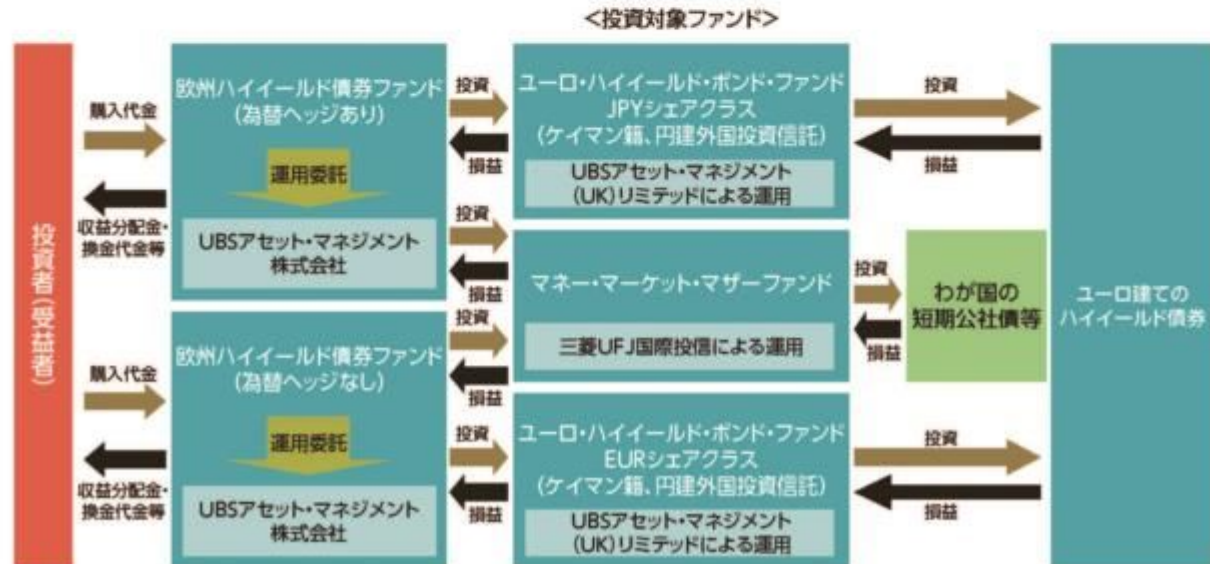 <投資対象ファンド>
投資者(受益者)
購入代金
収益分配金・
換金代金等
購入代金
収益分配金・
換金代金等
欧州ハイイールド債券ファンド
(為替ヘッジあり)
運用委託
UBSアセット・マネジメント
株式会社
欧州ハイイールド債券ファンド
(為替ヘッジなし)
運用委託
UBSアセット・マネジメント
株式会社
投資
損益
投資
損益
投資
損益
投資
損益
ユーロ・ハイイールド・ボンド・ファンド
JPYシェアクラス
(ケイマン籍、円建外国投資信託)
UBSアセット・マネジメント
(UK)リミテッドによる運用
マネー・マーケット・マザーファンド
三菱UFJ国際投信による運用
ユーロ・ハイイールド・ボンド・ファンド
EURシェアクラス
(ケイマン籍、円建外国投資信託)
UBSアセット・マネジメント
(UK)リミテッドによる運用
投資
損益
投資
損益
投資
損益
わが国の
短期公社債等
ユーロ建ての
ハイイールド債券